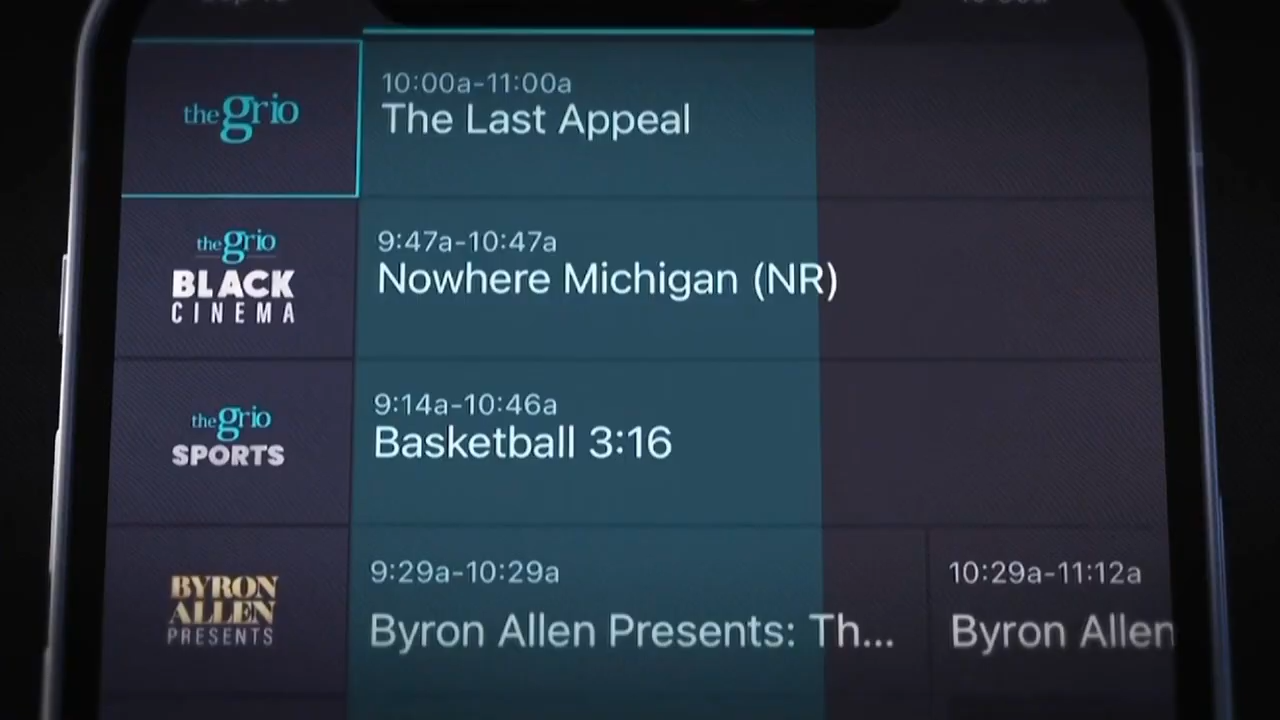 the grio
10:00a-11:00a
The Last Appeal
the grio
BLACK
CINEMA
9:47a-10:47a
Nowhere Michigan (NR)
the grio
SPORTS
9:14a-10:46a
Basketball 3:16
BYRON
ALLEN
PRESENTS
9:29a-10:29a
Byron Allen Presents: Th...
10:29a-11:12a
Byron Allen